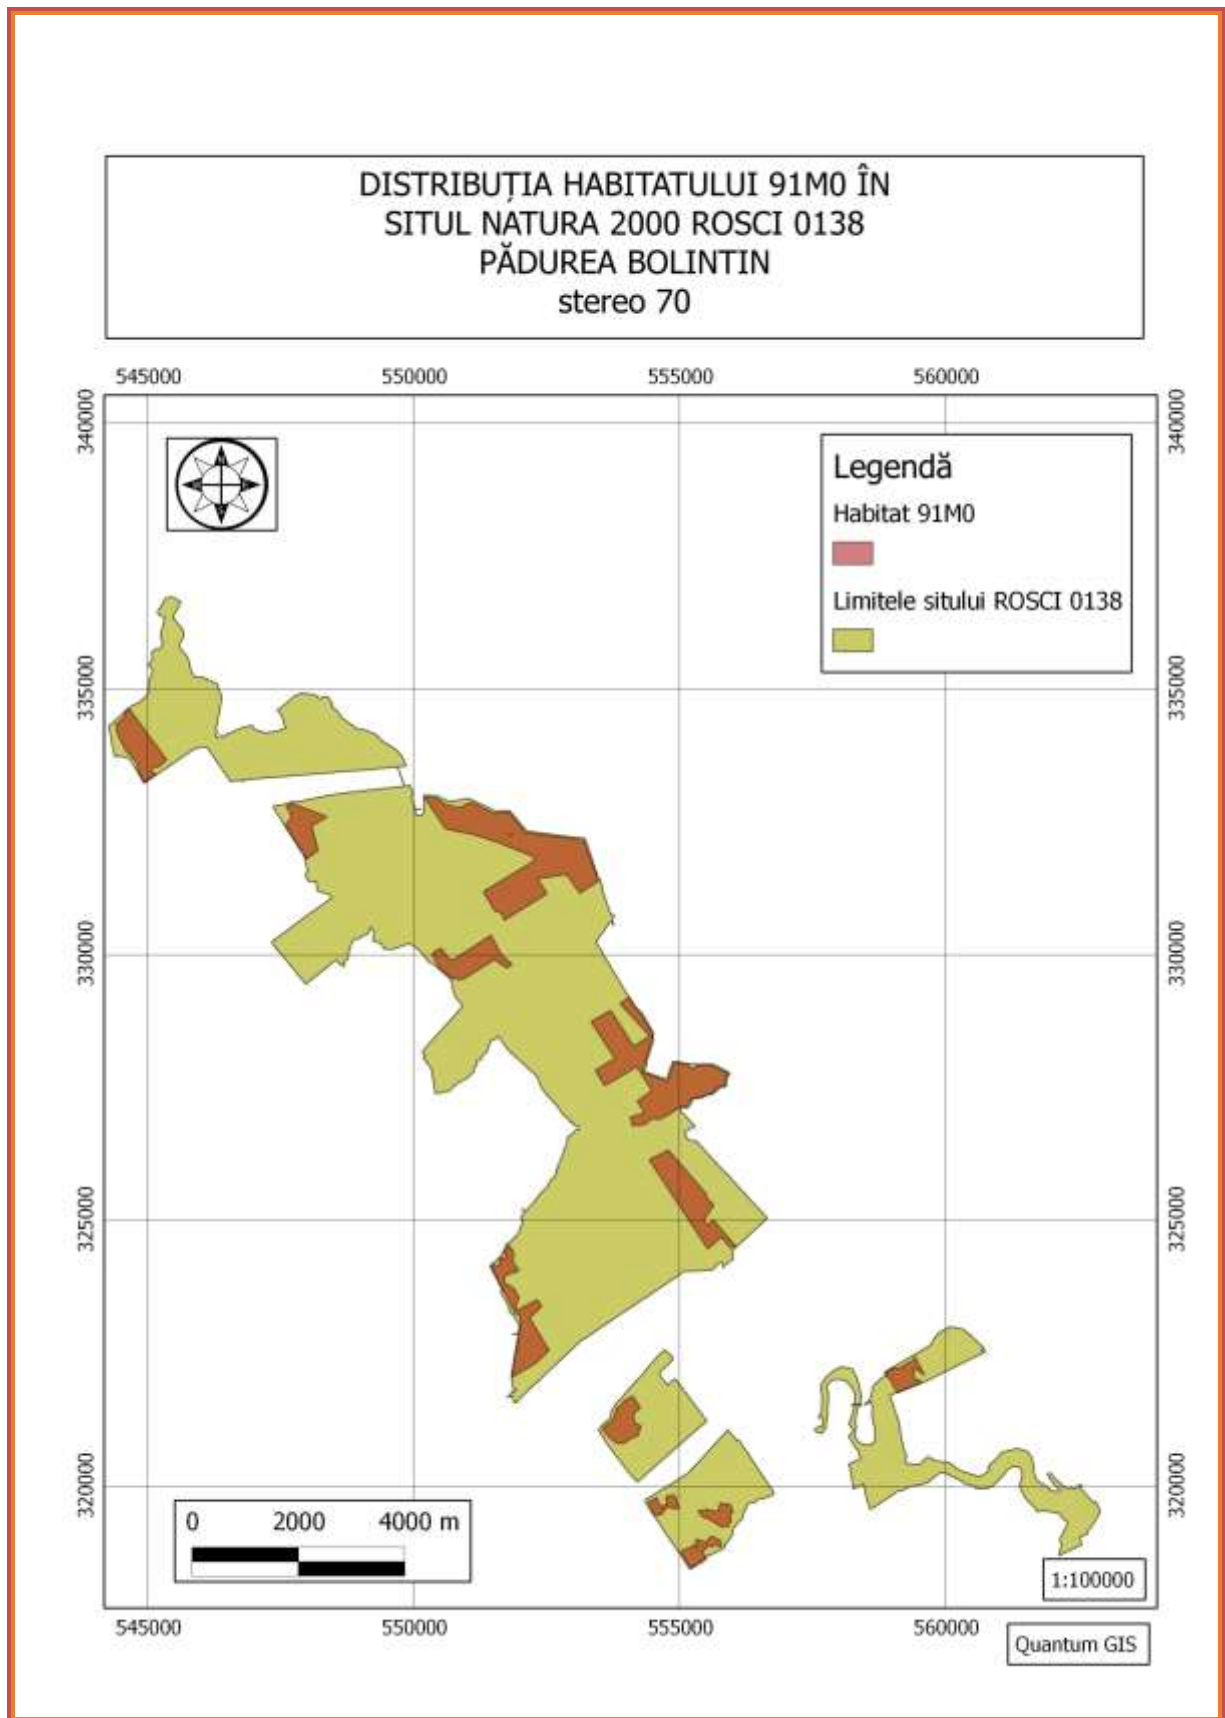 DISTRIBUȚIA HABITATULUI 91M0 ÎN
SITUL NATURA 2000 ROSCI 0138
PĂDUREA BOLINTIN
stereo 70
545000 550000 555000 560000
340000 340000
Legendă
Habitat 91M0
Limitele sitului ROSCI 0138
335000 335000
330000 330000
325000 325000
320000 320000
0 2000 4000 m
1:100000
545000 550000 555000 560000
Quantum GIS